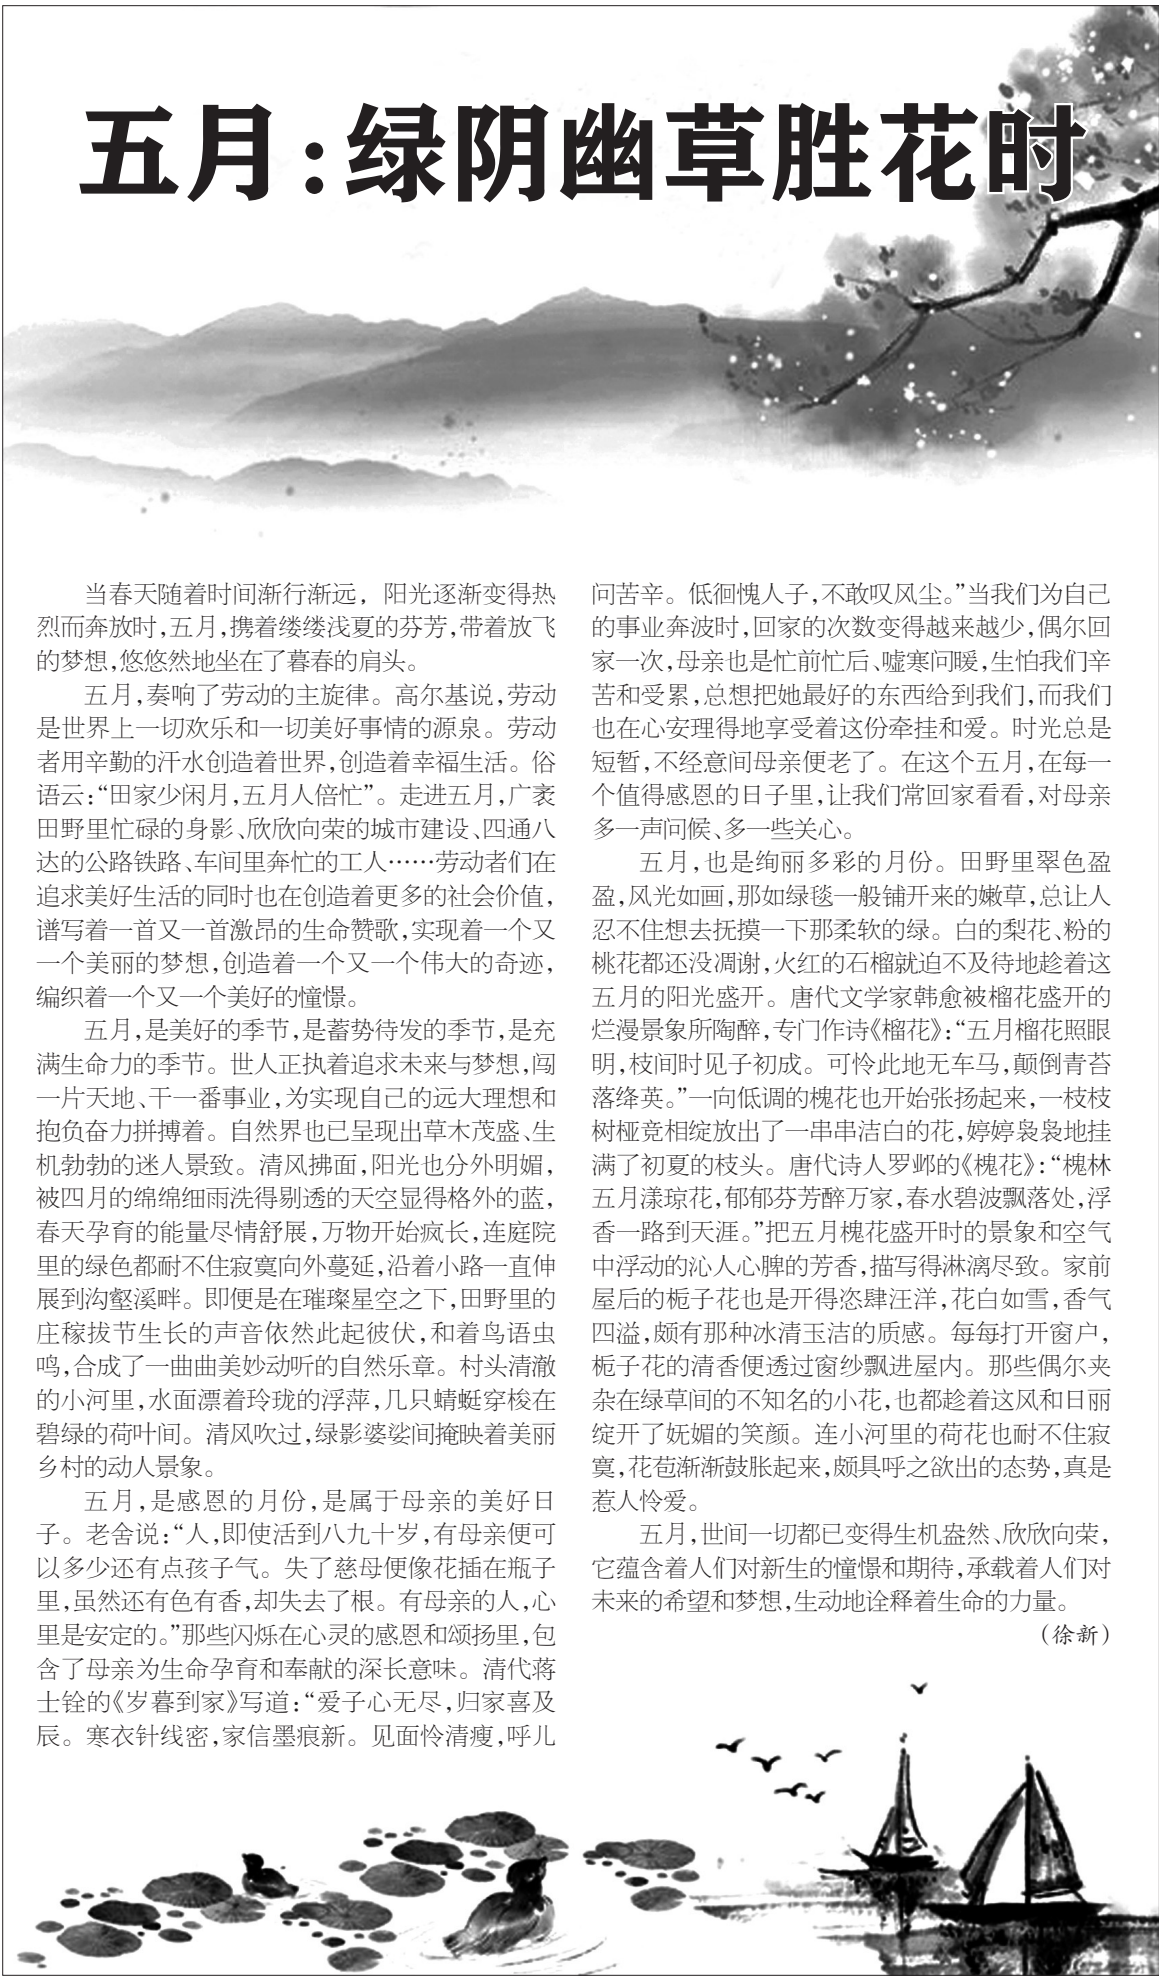 五月:绿阴幽草胜花时
当春天随着时间渐行渐远，阳光逐渐变得热
烈而奔放时,五月,携着缕缕浅夏的芬芳,带着放飞
的梦想,悠悠然地坐在了暮春的肩头。
五月,奏响了劳动的主旋律。高尔基说,劳动
是世界上一切欢乐和一切美好事情的源泉。劳动
者用辛勤的汗水创造着世界,创造着幸福生活。俗
语云:“田家少闲月,五月人倍忙”。走进五月,广袤
田野里忙碌的身影、欣欣向荣的城市建设、四通八
达的公路铁路、车间里奔忙的工人……劳动者们在
追求美好生活的同时也在创造着更多的社会价值,
谱写着一首又一首激昂的生命赞歌,实现着一个又
一个美丽的梦想,创造着一个又一个伟大的奇迹,
编织着一个又一个美好的憧憬。
五月,是美好的季节,是蓄势待发的季节,是充
满生命力的季节。世人正执着追求未来与梦想,闯
一片天地、干一番事业,为实现自己的远大理想和
抱负奋力拼搏着。自然界也已呈现出草木茂盛、生
机勃勃的迷人景致。清风拂面,阳光也分外明媚,
被四月的绵绵细雨洗得剔透的天空显得格外的蓝,
春天孕育的能量尽情舒展,万物开始疯长,连庭院
里的绿色都耐不住寂寞向外蔓延,沿着小路一直伸
展到沟壑溪畔。即便是在璀璨星空之下,田野里的
庄稼拔节生长的声音依然此起彼伏,和着鸟语虫
鸣,合成了一曲曲美妙动听的自然乐章。村头清澈
的小河里,水面漂着玲珑的浮萍,几只蜻蜓穿梭在
碧绿的荷叶间。清风吹过,绿影婆娑间掩映着美丽
乡村的动人景象。
五月,是感恩的月份,是属于母亲的美好日
子。老舍说:“人,即使活到八九十岁,有母亲便可
以多少还有点孩子气。失了慈母便像花插在瓶子
里,虽然还有色有香,却失去了根。有母亲的人,心
里是安定的。”那些闪烁在心灵的感恩和颂扬里,包
含了母亲为生命孕育和奉献的深长意味。清代蒋
士铨的《岁暮到家》写道:“爱子心无尽,归家喜及
辰。寒衣针线密,家信墨痕新。见面怜清瘦,呼儿
问苦辛。低徊愧人子,不敢叹风尘。”当我们为自己
的事业奔波时,回家的次数变得越来越少,偶尔回
家一次,母亲也是忙前忙后、嘘寒问暖,生怕我们辛
苦和受累,总想把她最好的东西给到我们,而我们
也在心安理得地享受着这份牵挂和爱。时光总是
短暂,不经意间母亲便老了。在这个五月,在每一
个值得感恩的日子里,让我们常回家看看,对母亲
多一声问候、多一些关心。
五月,也是绚丽多彩的月份。田野里翠色盈
盈,风光如画,那如绿毯一般铺开来的嫩草,总让人
忍不住想去抚摸一下那柔软的绿。白的梨花、粉的
桃花都还没凋谢,火红的石榴就迫不及待地趁着这
五月的阳光盛开。唐代文学家韩愈被榴花盛开的
烂漫景象所陶醉,专门作诗《榴花》:“五月榴花照眼
明,枝间时见子初成。可怜此地无车马,颠倒青苔
落绛英。”一向低调的槐花也开始张扬起来,一枝枝
树桠竞相绽放出了一串串洁白的花,婷婷袅袅地挂
满了初夏的枝头。唐代诗人罗邺的《槐花》:“槐林
五月漾琼花,郁郁芬芳醉万家,春水碧波飘落处,浮
香一路到天涯。”把五月槐花盛开时的景象和空气
中浮动的沁人心脾的芳香,描写得淋漓尽致。家前
屋后的栀子花也是开得恣肆汪洋,花白如雪,香气
四溢,颇有那种冰清玉洁的质感。每每打开窗户,
栀子花的清香便透过窗纱飘进屋内。那些偶尔夹
杂在绿草间的不知名的小花,也都趁着这风和日丽
绽开了妩媚的笑颜。连小河里的荷花也耐不住寂
寞,花苞渐渐鼓胀起来,颇具呼之欲出的态势,真是
惹人怜爱。
五月,世间一切都已变得生机盎然、欣欣向荣,
它蕴含着人们对新生的憧憬和期待,承载着人们对
未来的希望和梦想,生动地诠释着生命的力量。
(徐新)